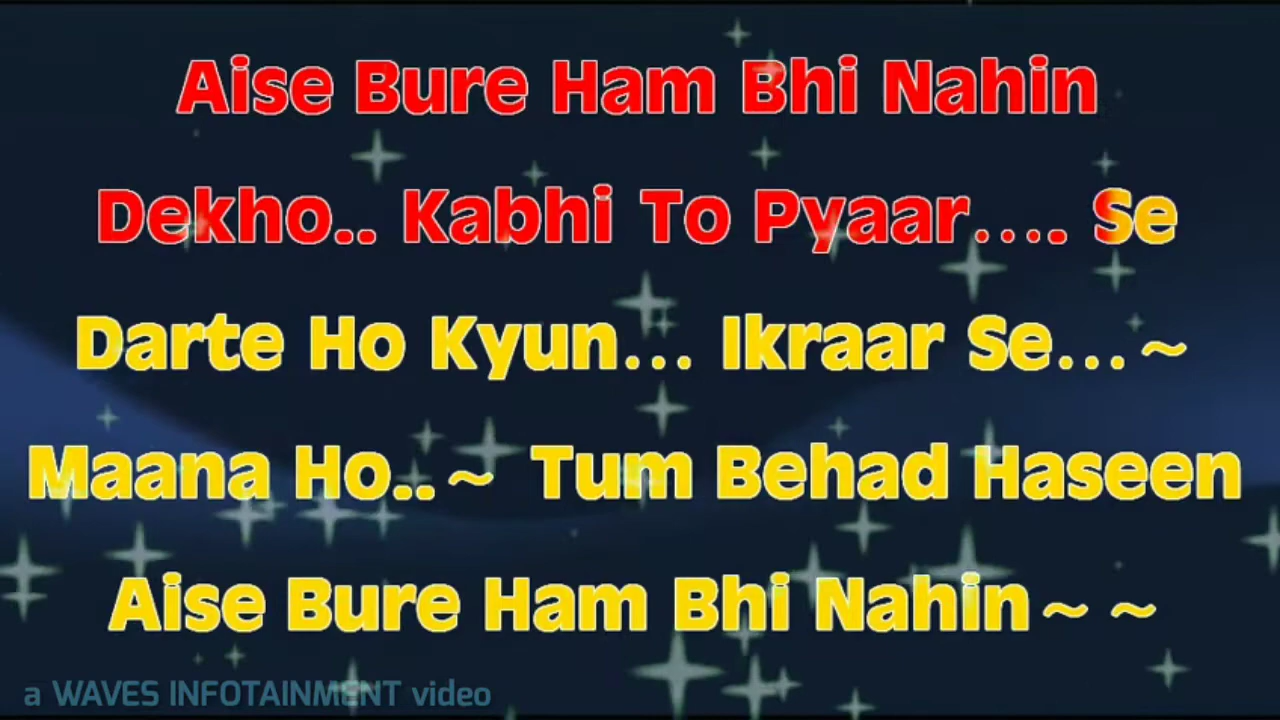 Aise Bure Ham Bhi Nahin
Dekho.. Kabhi To Pyaar.... Se
Darte Ho Kyun... Ikraar Se...~
Maana Ho..~ Tum Behad Haseen
Aise Bure Ham Bhi Nahin~ ~
a WAVES INFOTAINMENT video